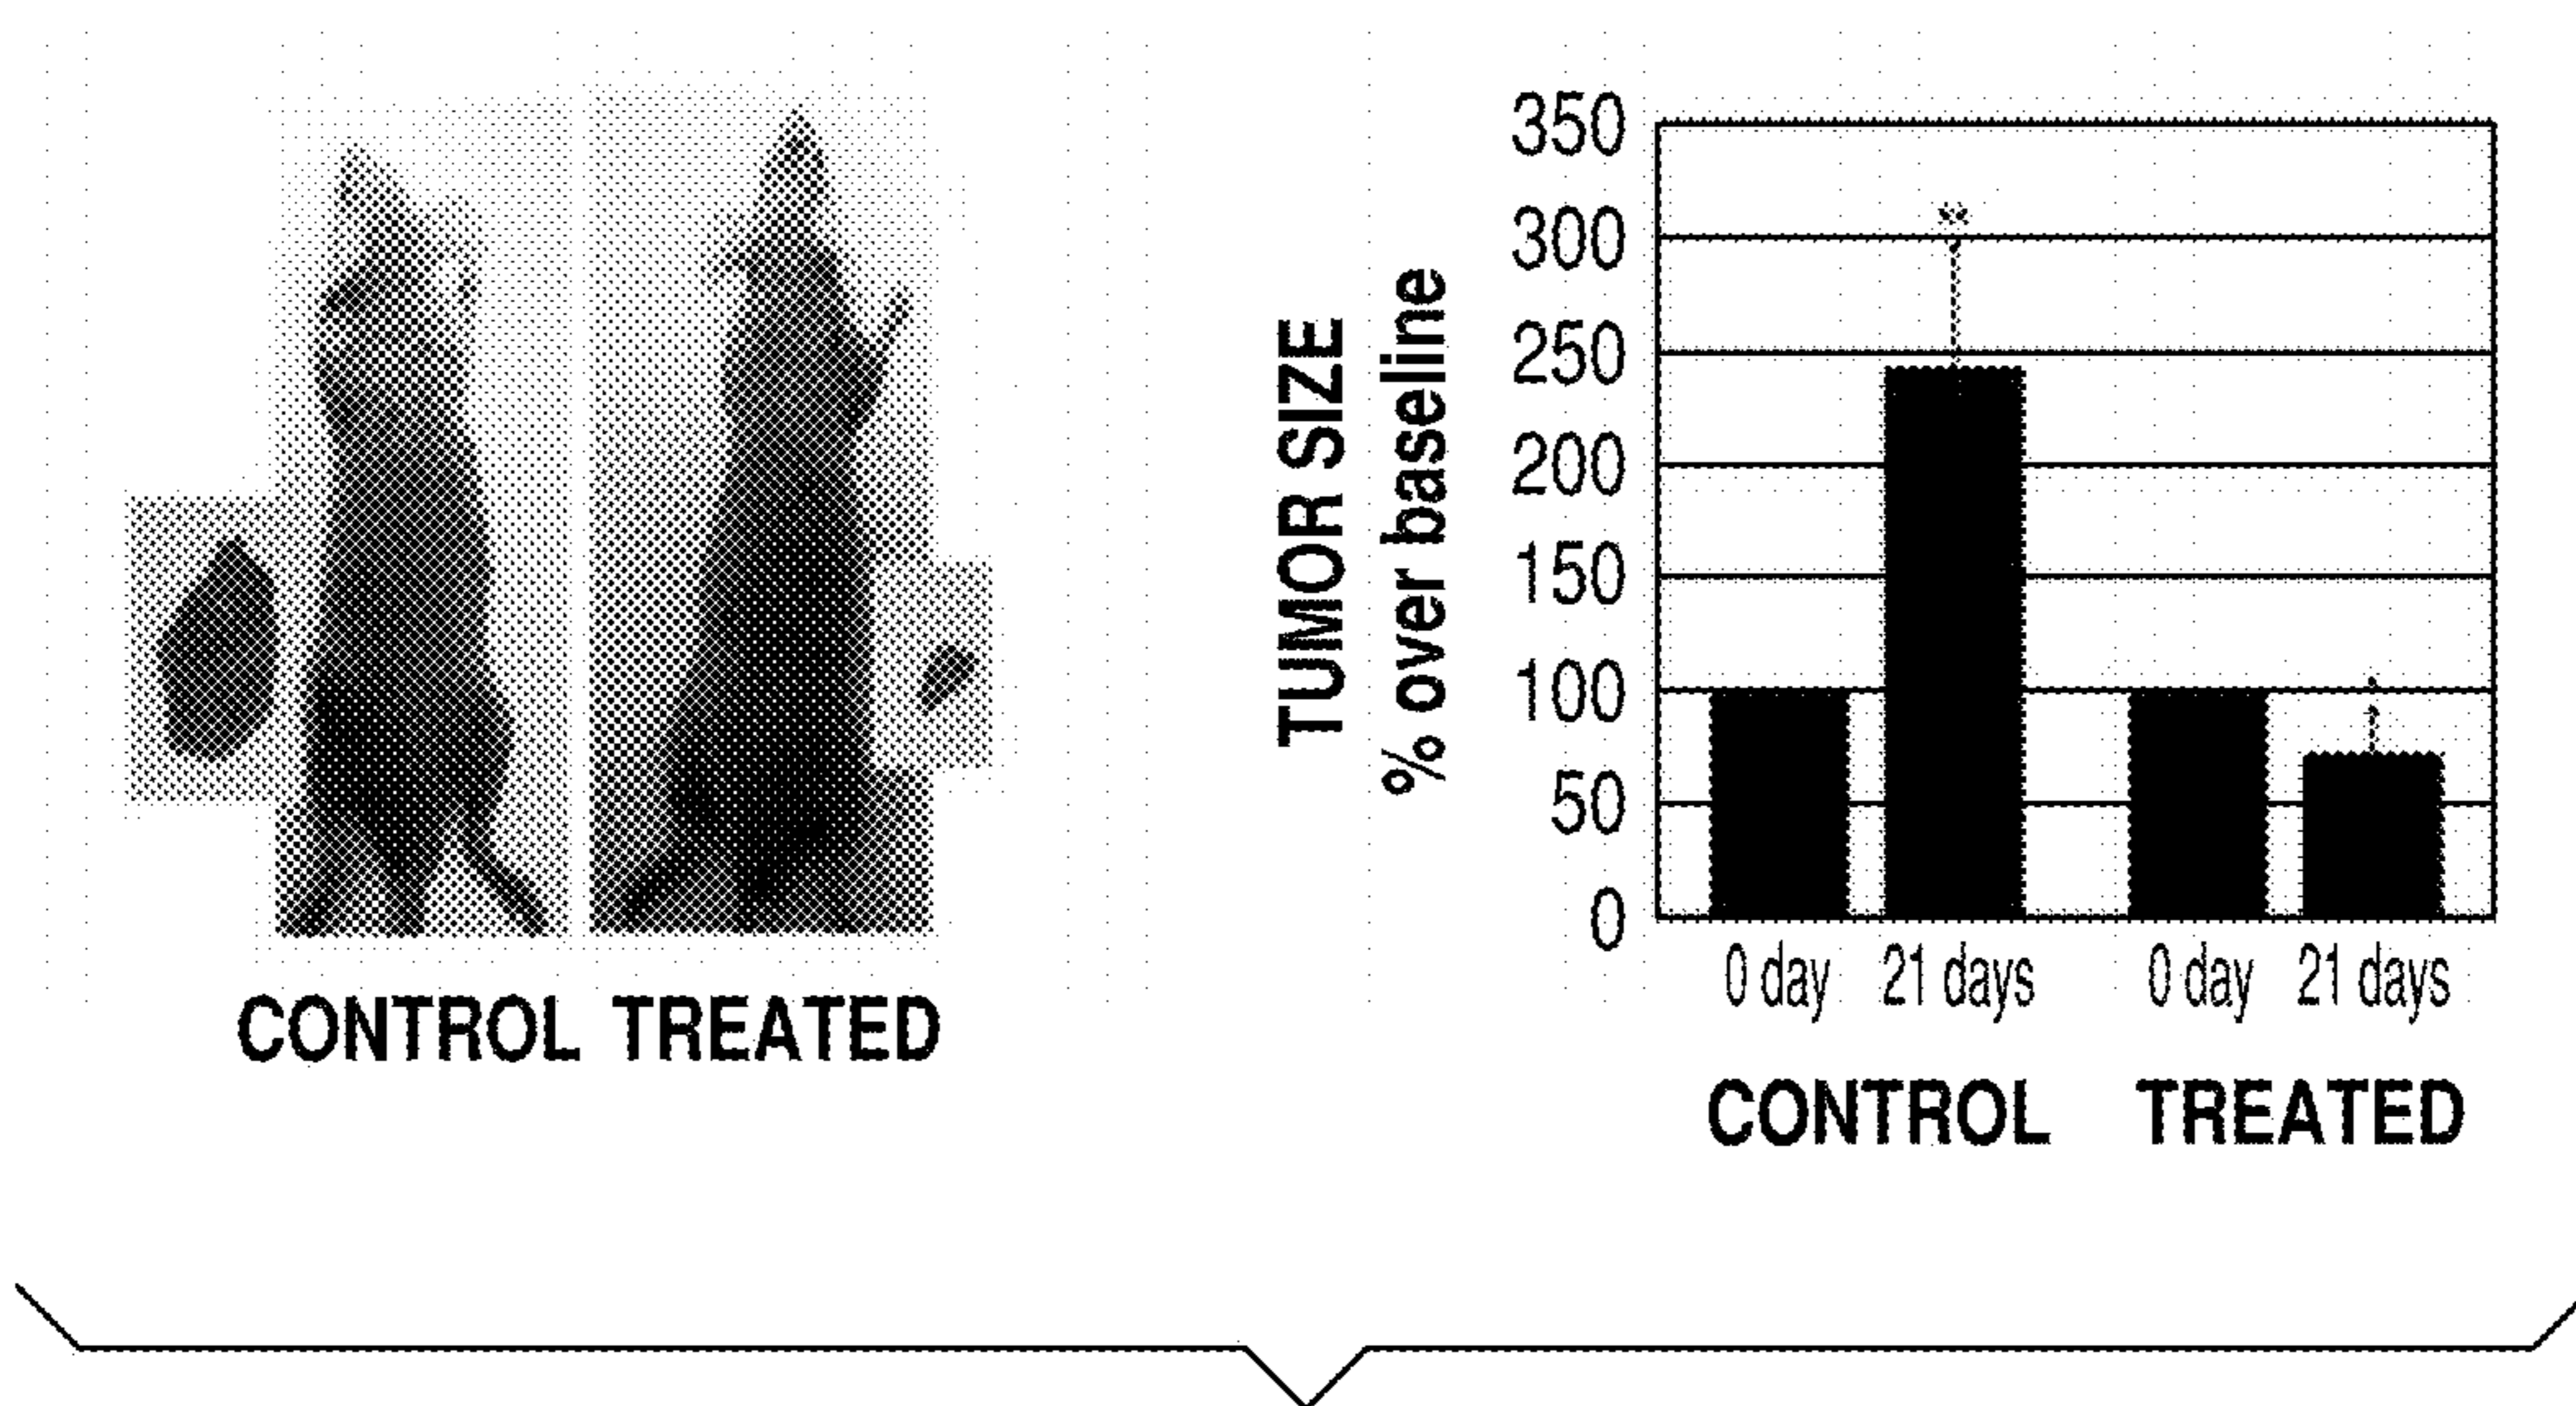 CONTROL TREATED
TUMOR SIZE
% over baseline
350
300
250
200
150
100
50
0
*
0 day 21 days 0 day 21 days
CONTROL TREATED